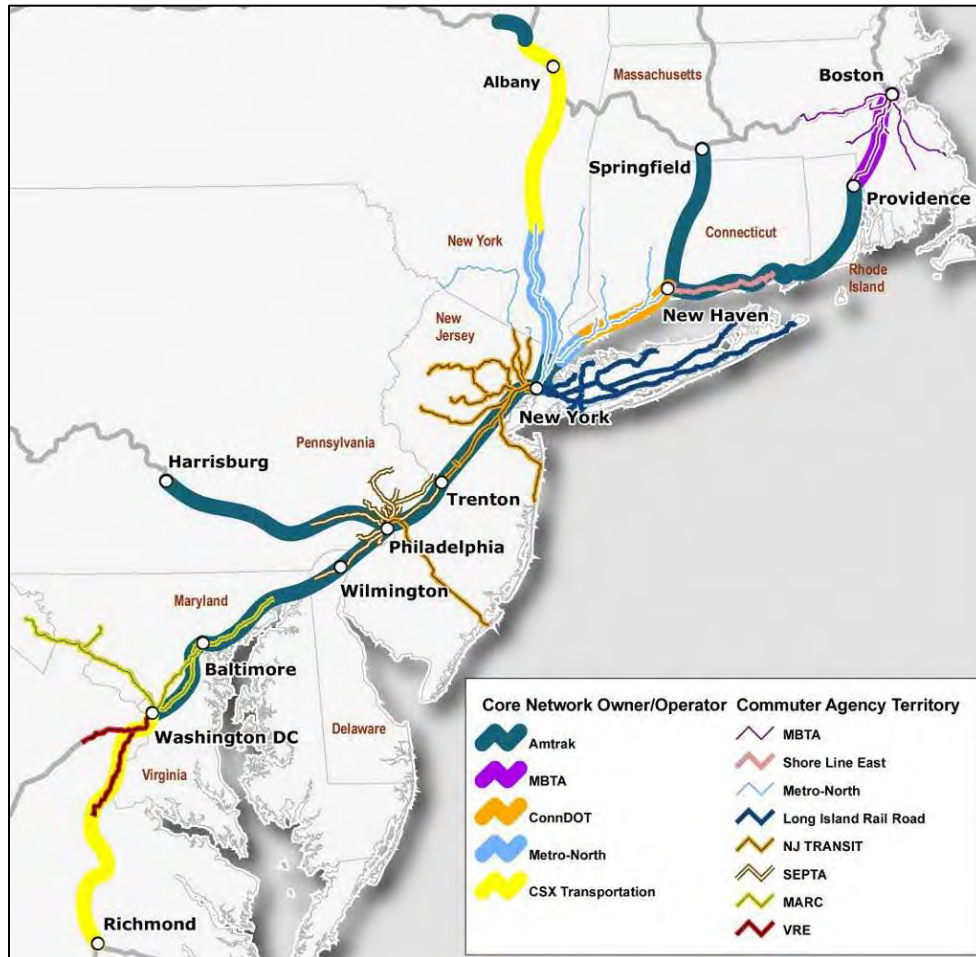 Albany
Massachusetts
Boston
Springfield
Providence
New York
Connecticut
Rhode
Island
New Haven
New
Jersey
New York
Pennsylvania
Harrisburg
Trenton
Philadelphia
Wilmington
Maryland
Baltimore
Washington DC
Delaware
Virginia
Richmond
Core Network Owner/Operator
Amtrak
MBTA
ConnDOT
Metro-North
CSX Transportation
Commuter Agency Territory
MBTA
Shore Line East
Metro-North
Long Island Rail Road
NJ TRANSIT
SEPTA
MARC
VRE